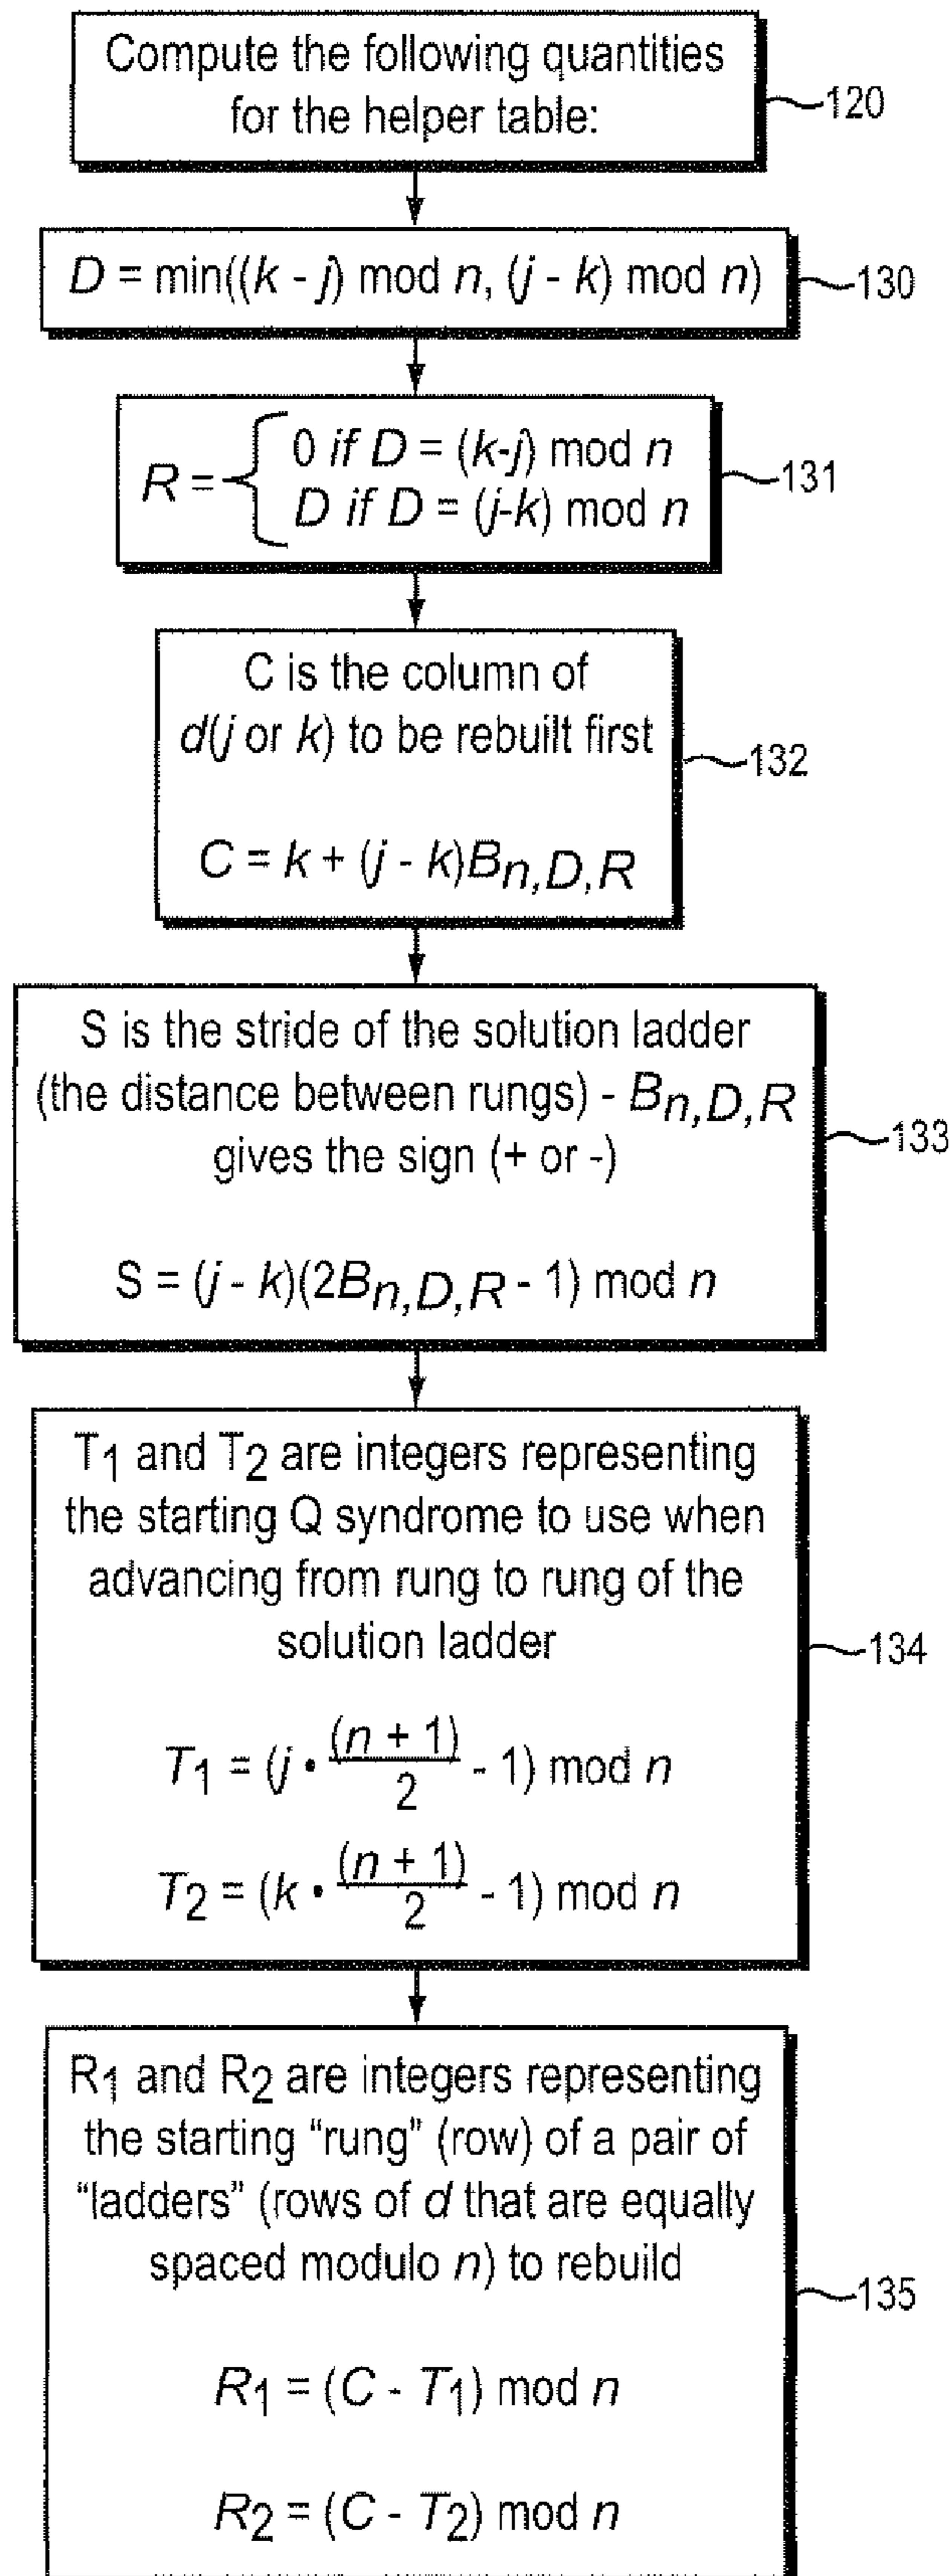 Compute the following quantities
for the helper table:
120
D = min((k - j) mod n, (j - k) mod n)
130
R = { 0 if D = (k-j) mod n
D if D = (j-k) mod n
131
C is the column of
d(j or k) to be rebuilt first
C = k + (j - k)Bn,D,R
132
S is the stride of the solution ladder
(the distance between rungs) - Bn,D,R
gives the sign (+ or -)
S = (j - k)(2Bn,D,R - 1) mod n
133
T1 and T2 are integers representing
the starting Q syndrome to use when
advancing from rung to rung of the
solution ladder
T1 = (j • (n + 1)/2 - 1) mod n
T2 = (k • (n + 1)/2 - 1) mod n
134
R1 and R2 are integers representing
the starting “rung” (row) of a pair of
“ladders” (rows of d that are equally
spaced modulo n) to rebuild
R1 = (C - T1) mod n
R2 = (C - T2) mod n
135